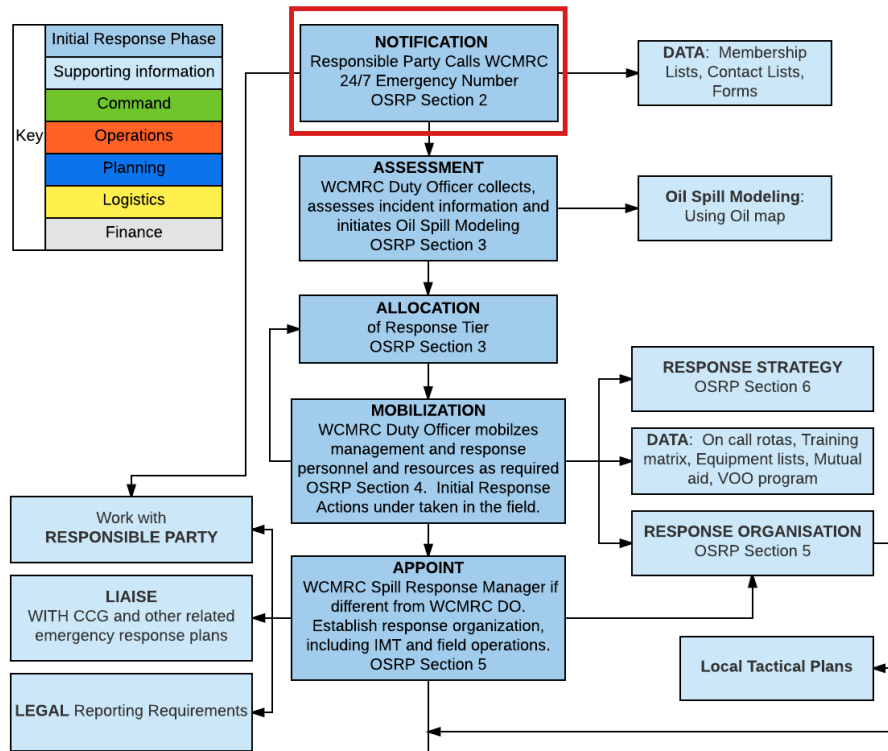 Key
Initial Response Phase
Supporting information
Command
Operations
Planning
Logistics
Finance
NOTIFICATION
Responsible Party Calls WCMRC
24/7 Emergency Number
OSRP Section 2
DATA:  Membership
Lists, Contact Lists,
Forms
ASSESSMENT
WCMRC Duty Officer collects,
assesses incident information and
initiates Oil Spill Modeling
OSRP Section 3
Oil Spill Modeling:
Using Oil map
ALLOCATION
of Response Tier
OSRP Section 3
MOBILIZATION
WCMRC Duty Officer mobilzes
management and response
personnel and resources as required
OSRP Section 4.  Initial Response
Actions under taken in the field.
RESPONSE STRATEGY
OSRP Section 6
DATA:  On call rotas, Training
matrix, Equipment lists, Mutual
aid, VOO program
RESPONSE ORGANISATION
OSRP Section 5
Work with
RESPONSIBLE PARTY
LIAISE
WITH CCG and other related
emergency response plans
LEGAL Reporting Requirements
APPOINT
WCMRC Spill Response Manager if
different from WCMRC DO.
Establish response organization,
including IMT and field operations.
OSRP Section 5
Local Tactical Plans